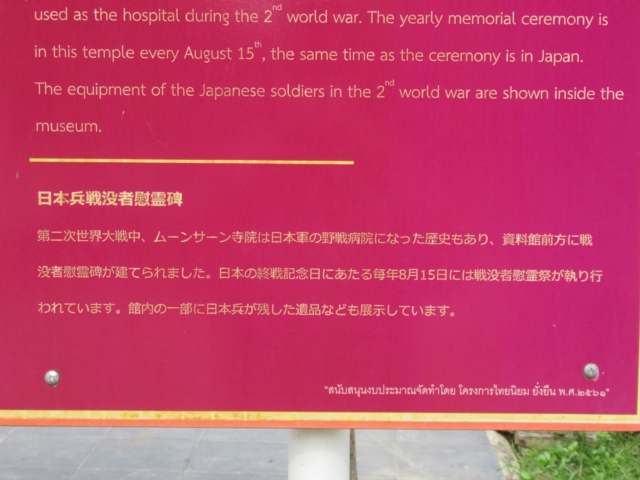 used as the hospital during the 2nd world war. The yearly memorial ceremony is
in this temple every August 15th, the same time as the ceremony is in Japan.
The equipment of the Japanese soldiers in the 2nd world war are shown inside the
museum.
日本兵戦没者慰霊碑
第二次世界大戦中、ムーンサーン寺院は日本軍の野戦病院になった歴史もあり、資料館前方に戦
没者慰霊碑が建てられました。日本の終戦記念日にあたる毎年8月15日には戦没者慰霊祭が執り行
われています。館内の一部に日本兵が残した遺品なども展示しています。
"สนับสนุนงบประมาณจัดทำโดย โครงการไทยนิยม ยั่งยืน พ.ศ.๒๕๖๑"